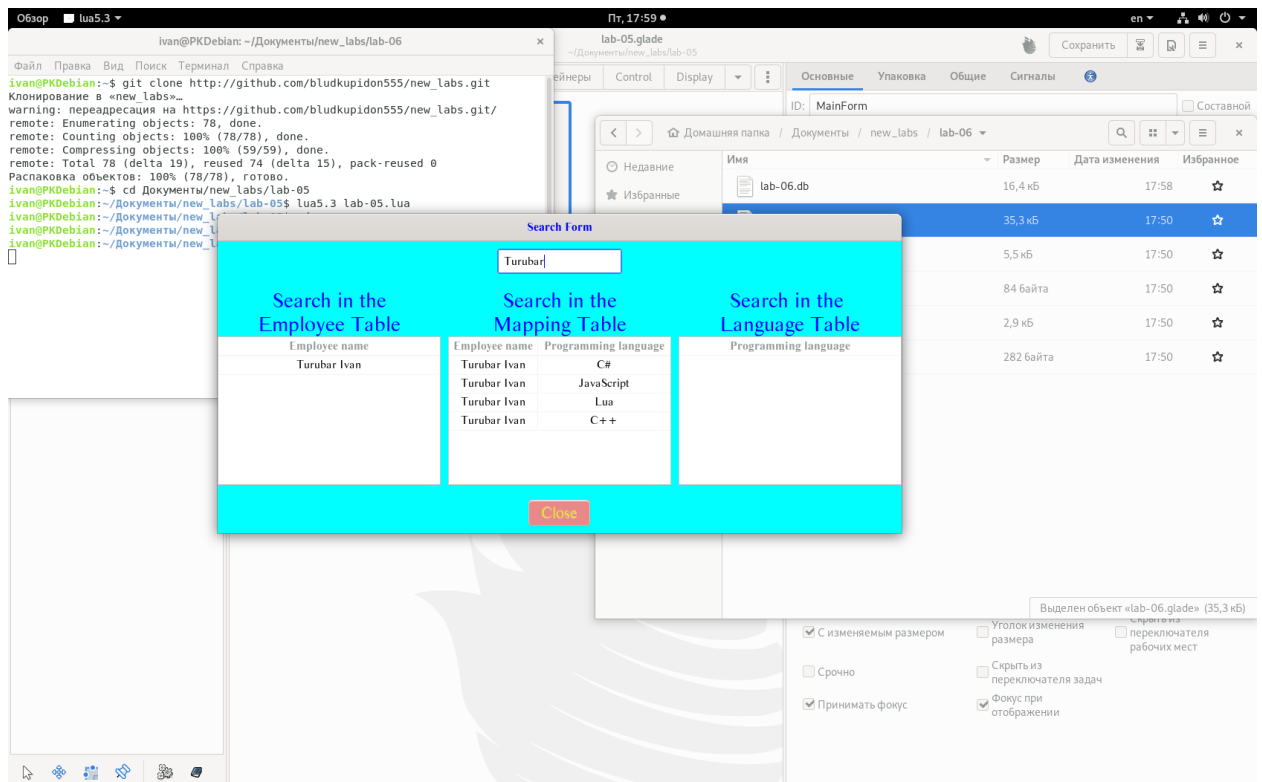 Обзор lua5.3
Пт, 17:59
en
ivan@PKDebian: ~/Документы/new_labs/lab-06
Файл Правка Вид Поиск Терминал Справка
ivan@PKDebian:~$ git clone http://github.com/bludkupidon555/new_labs.git
Клонирование в «new_labs»…
warning: переадресация на https://github.com/bludkupidon555/new_labs.git/
remote: Enumerating objects: 78, done.
remote: Counting objects: 100% (78/78), done.
remote: Compressing objects: 100% (59/59), done.
remote: Total 78 (delta 19), reused 74 (delta 15), pack-reused 0
Распаковка объектов: 100% (78/78), готово.
ivan@PKDebian:~$ cd Документы/new_labs/lab-05
ivan@PKDebian:~/Документы/new_labs/lab-05$ lua5.3 lab-05.lua
ivan@PKDebian:~/Документы/new_l
ivan@PKDebian:~/Документы/new_l
ivan@PKDebian:~/Документы/new_l
lab-05.glade
~/Документы/new_labs/lab-05
Сохранить
ейнеры Control Display
Основные Упаковка Общие Сигналы
ID: MainForm Составной
Домашняя папка / Документы / new_labs / lab-06
Недавние
Избранные
Имя Размер Дата изменения Избранное
lab-06.db 16,4 кБ 17:58
35,3 кБ 17:50
5,5 кБ 17:50
84 байта 17:50
2,9 кБ 17:50
282 байта 17:50
Search Form
Turubar
Search in the
Employee Table
Employee name
Turubar Ivan
Search in the
Mapping Table
Employee name Programming language
Turubar Ivan C#
Turubar Ivan JavaScript
Turubar Ivan Lua
Turubar Ivan C++
Search in the
Language Table
Programming language
Close
Выделен объект «lab-06.glade» (35,3 кБ)
С изменяемым размером
Уголок изменения
размера
Скрыть из
переключателя
рабочих мест
Срочно
Скрыть из
переключателя задач
Принимать фокус
Фокус при
отображении